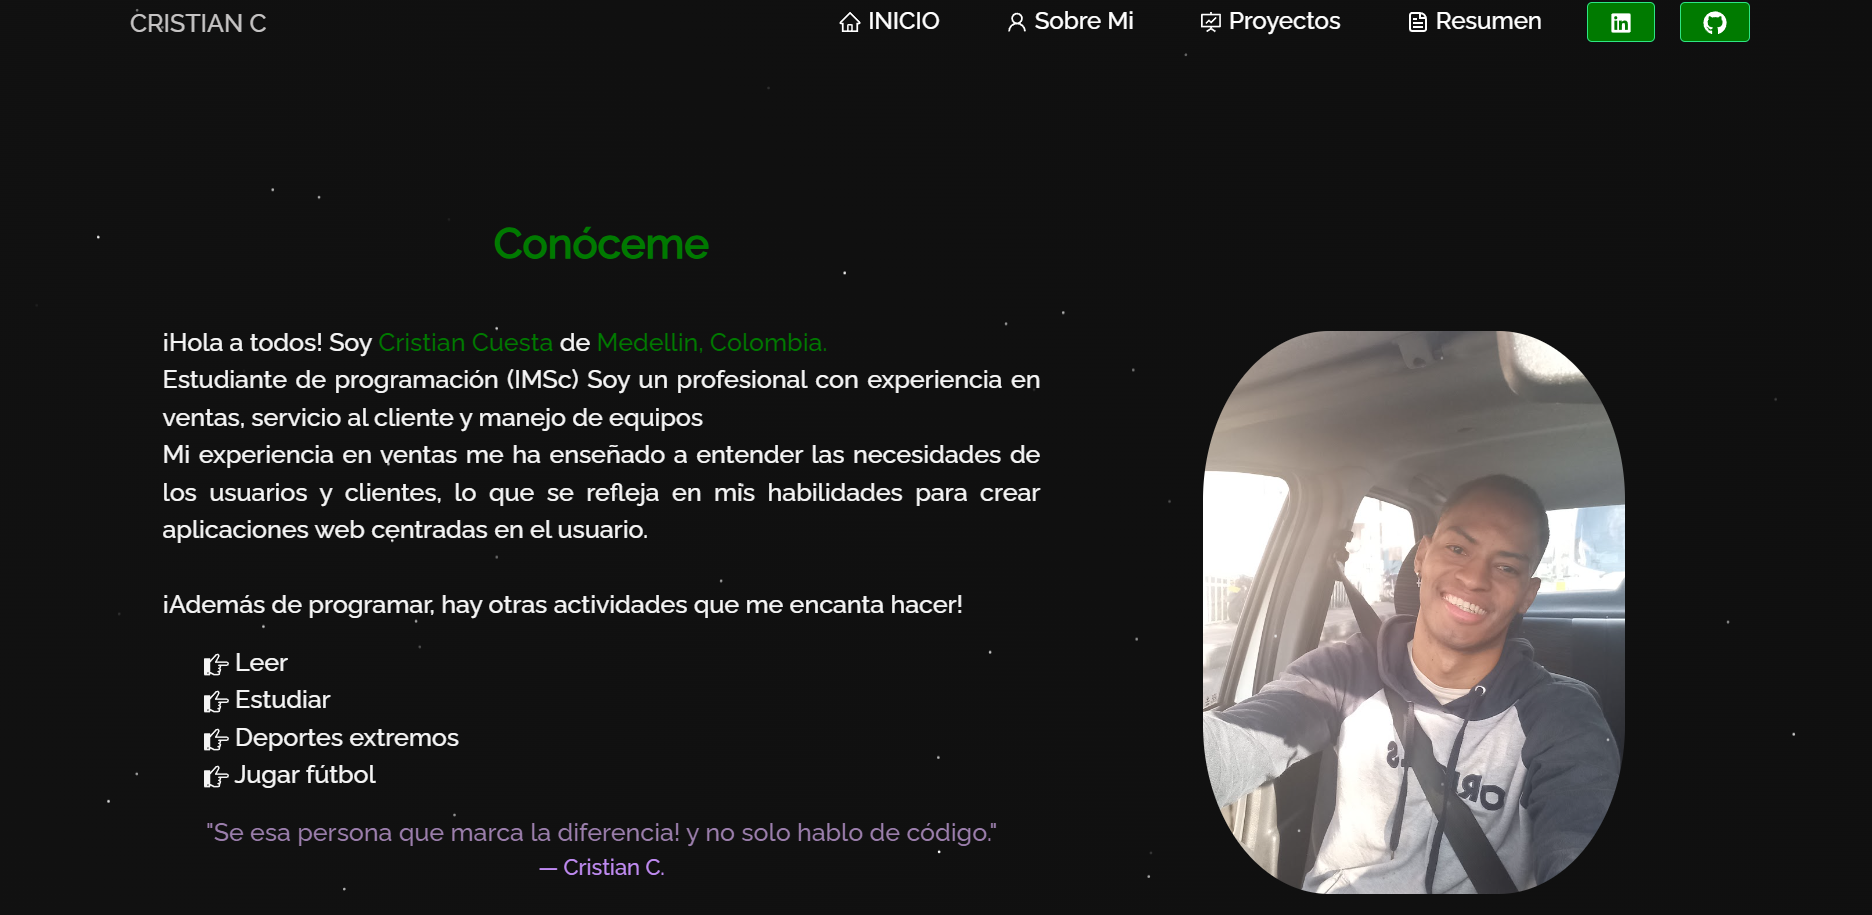 CRISTIAN C
INICIO
Sobre Mi
Proyectos
Resumen
in
Conóceme
¡Hola a todos! Soy Cristian Cuesta de Medellin, Colombia.
Estudiante de programación (IMSc) Soy un profesional con experiencia en
ventas, servicio al cliente y manejo de equipos
Mi experiencia en ventas me ha enseñado a entender las necesidades de
los usuarios y clientes, lo que se refleja en mis habilidades para crear
aplicaciones web centradas en el usuario.
¡Además de programar, hay otras actividades que me encanta hacer!
Leer
Estudiar
Deportes extremos
Jugar fútbol
"Se esa persona que marca la diferencia! y no solo hablo de código."
— Cristian C.